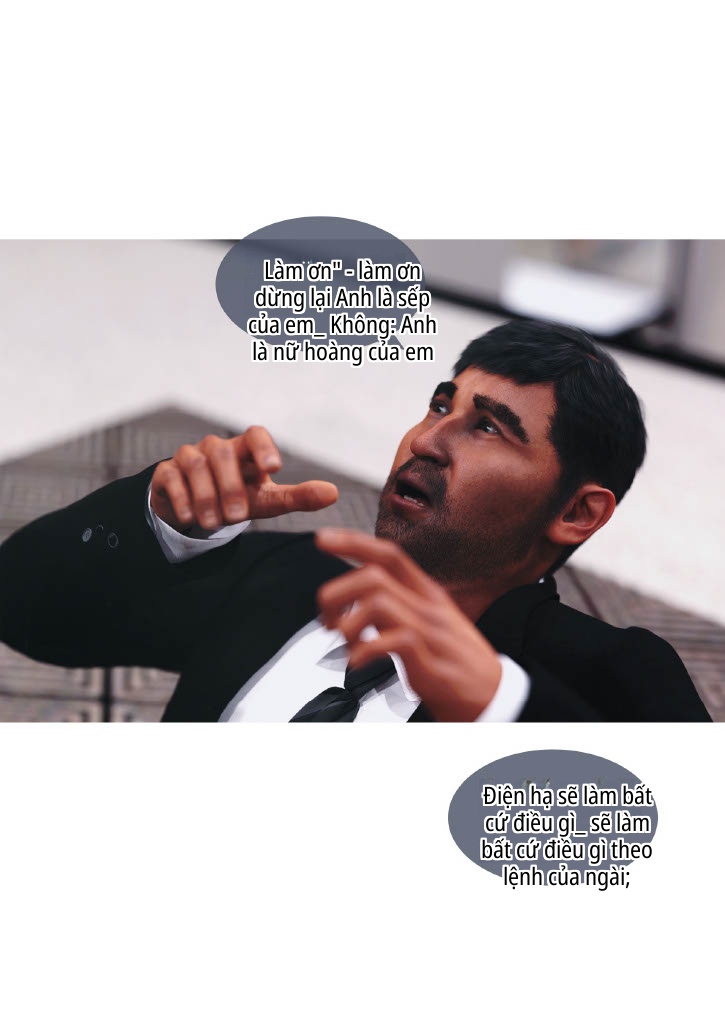 Làm ơn" - làm ơn
dừng lại Anh là sếp
của em_ Không: Anh
là nữ hoàng của em
Điện hạ sẽ làm bất
cứ điều gì_ sẽ làm
bất cứ điều gì theo
lệnh của ngài;